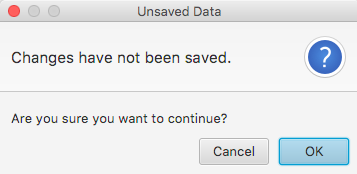 Unsaved Data
Changes have not been saved.
?
Are you sure you want to continue?
Cancel
OK